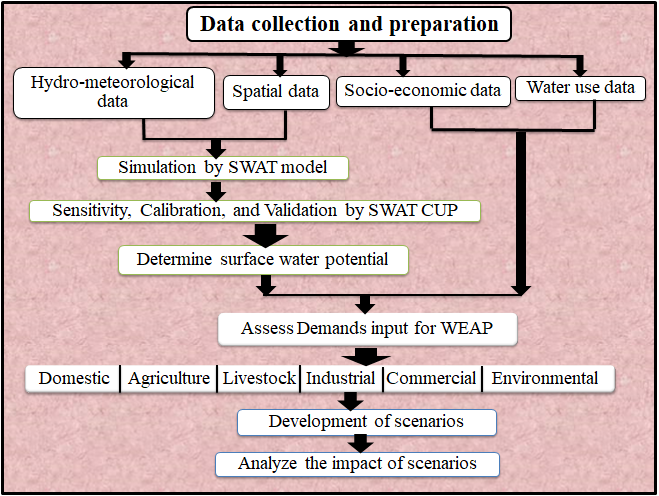 Data collection and preparation
Hydro-meteorological
data
Spatial data
Socio-economic data
Water use data
Simulation by SWAT model
Sensitivity, Calibration, and Validation by SWAT CUP
Determine surface water potential
Assess Demands input for WEAP
Domestic Agriculture Livestock Industrial Commercial Environmental
Development of scenarios
Analyze the impact of scenarios